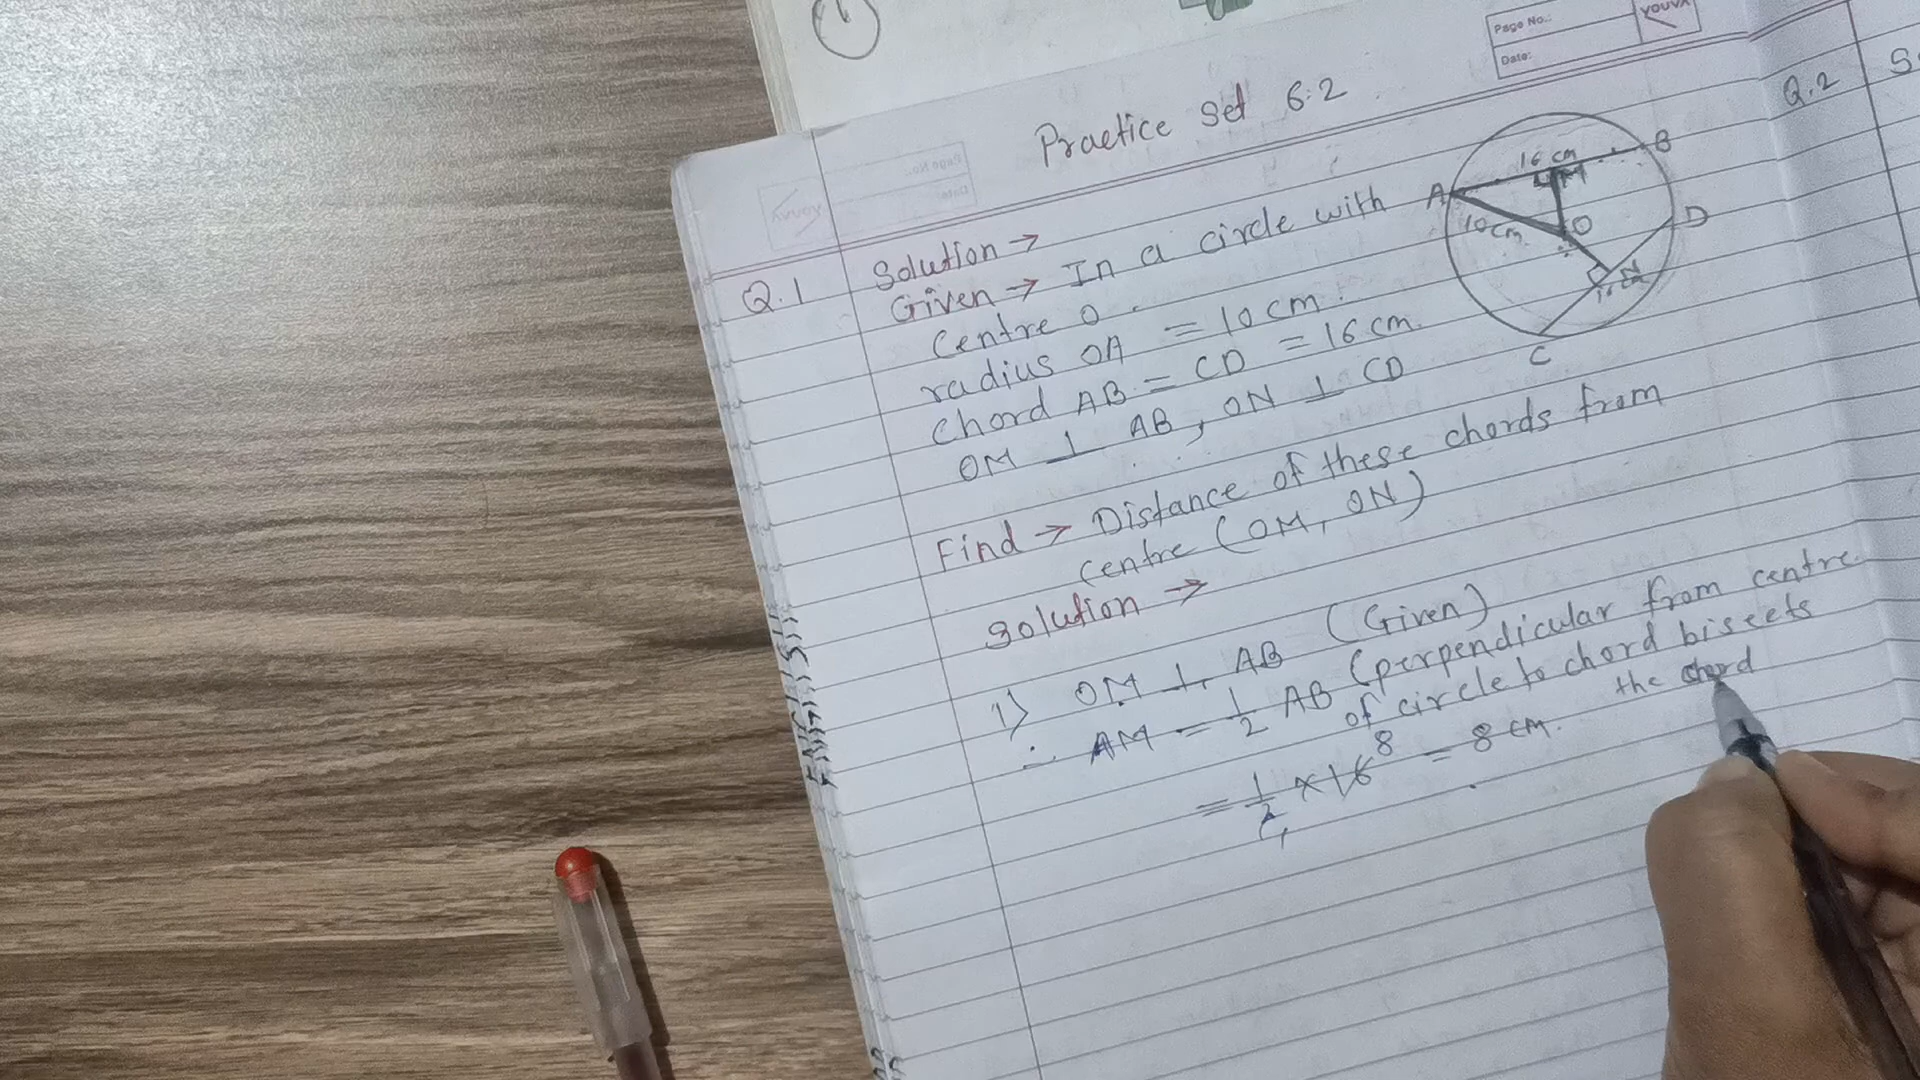 Page No.:
Date:
YOUVA
Practice Set 6.2
Q.2
Q.1 Solution →
Given → In a circle with
Centre O.
radius OA = 10 cm.
Chord AB = CD = 16 cm.
OM ⊥ AB, ON ⊥ CD
Find → Distance of these chords from
centre (OM, ON)
Solution →
1) OM ⊥ AB (Given)
∴ AM = 1/2 AB (perpendicular from centre
of circle to chord bisects
the chord
= 1/2 × 16 8 = 8 cm.
A
B
16 cm
M
10 cm
O
D
N
C